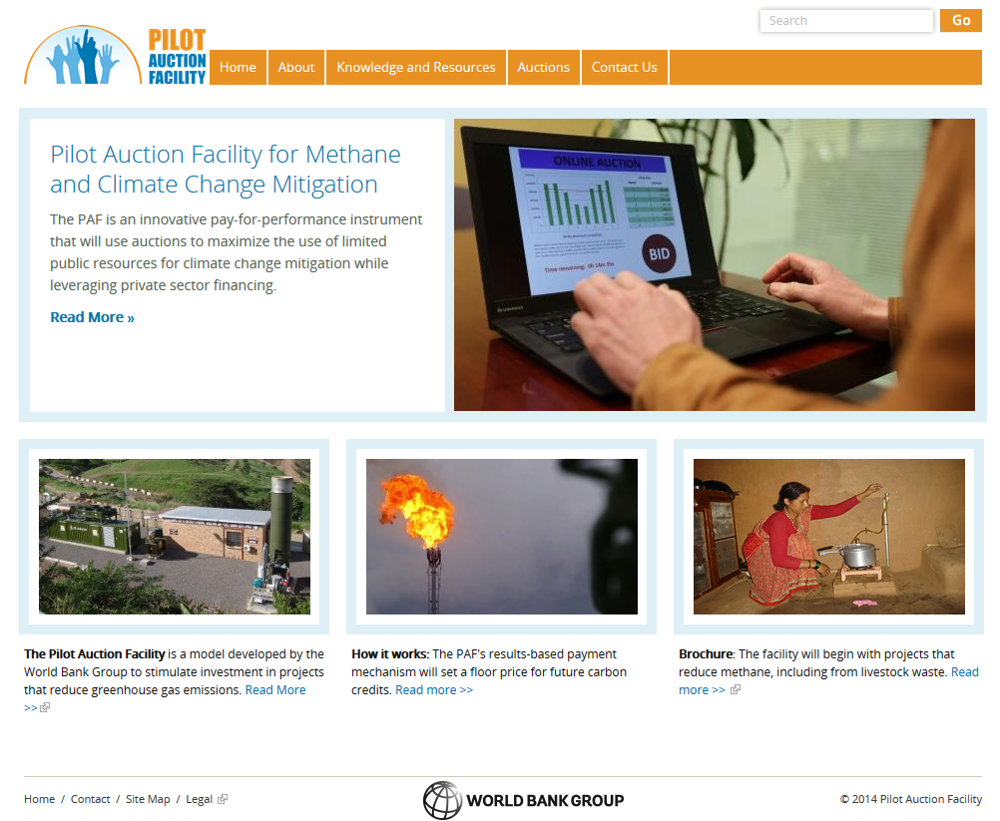 Search
Go
PILOT
AUCTION
FACILITY
Home
About
Knowledge and Resources
Auctions
Contact Us
Pilot Auction Facility for Methane
and Climate Change Mitigation
The PAF is an innovative pay-for-performance instrument
that will use auctions to maximize the use of limited
public resources for climate change mitigation while
leveraging private sector financing.
Read More »
ONLINE AUCTION
BID
Time remaining:
lenovo
The Pilot Auction Facility is a model developed by the
World Bank Group to stimulate investment in projects
that reduce greenhouse gas emissions. Read More
>>
How it works: The PAF's results-based payment
mechanism will set a floor price for future carbon
credits. Read more >>
Brochure: The facility will begin with projects that
reduce methane, including from livestock waste. Read
more >>
Home / Contact / Site Map / Legal
WORLD BANK GROUP
© 2014 Pilot Auction Facility